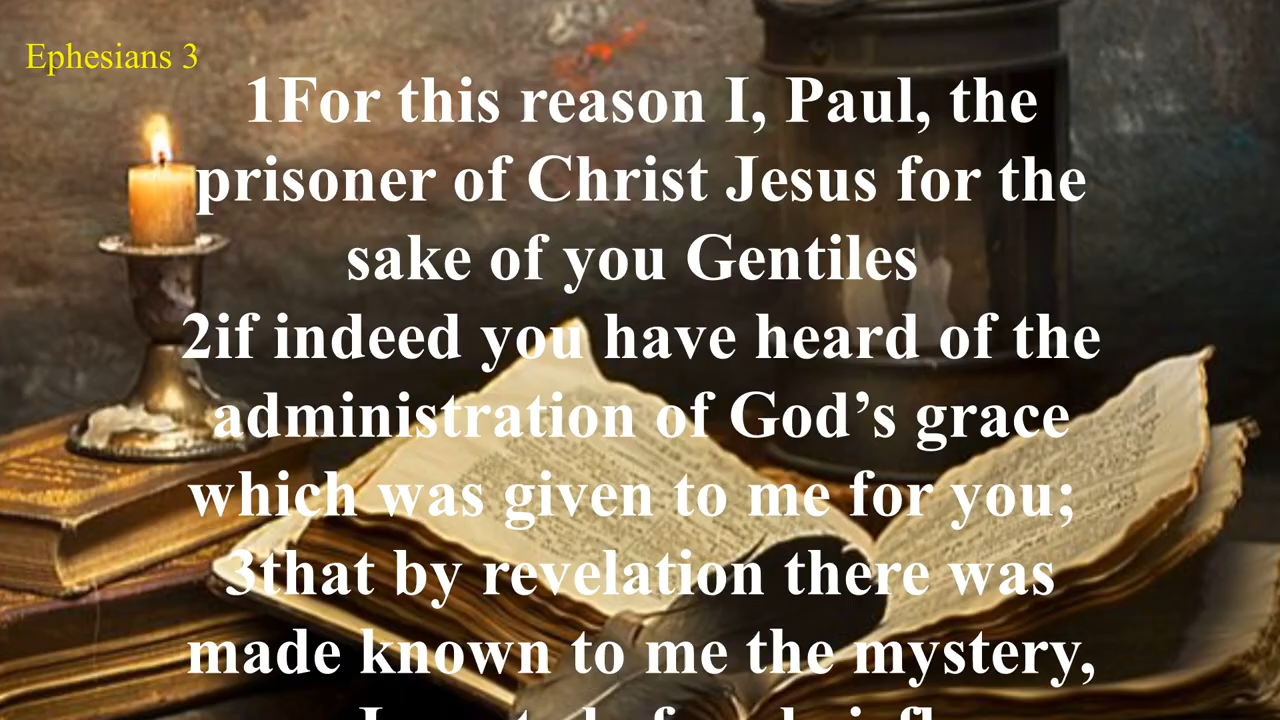 Ephesians 3
1For this reason I, Paul, the
prisoner of Christ Jesus for the
sake of you Gentiles
2if indeed you have heard of the
administration of God’s grace
which was given to me for you;
3that by revelation there was
made known to me the mystery,